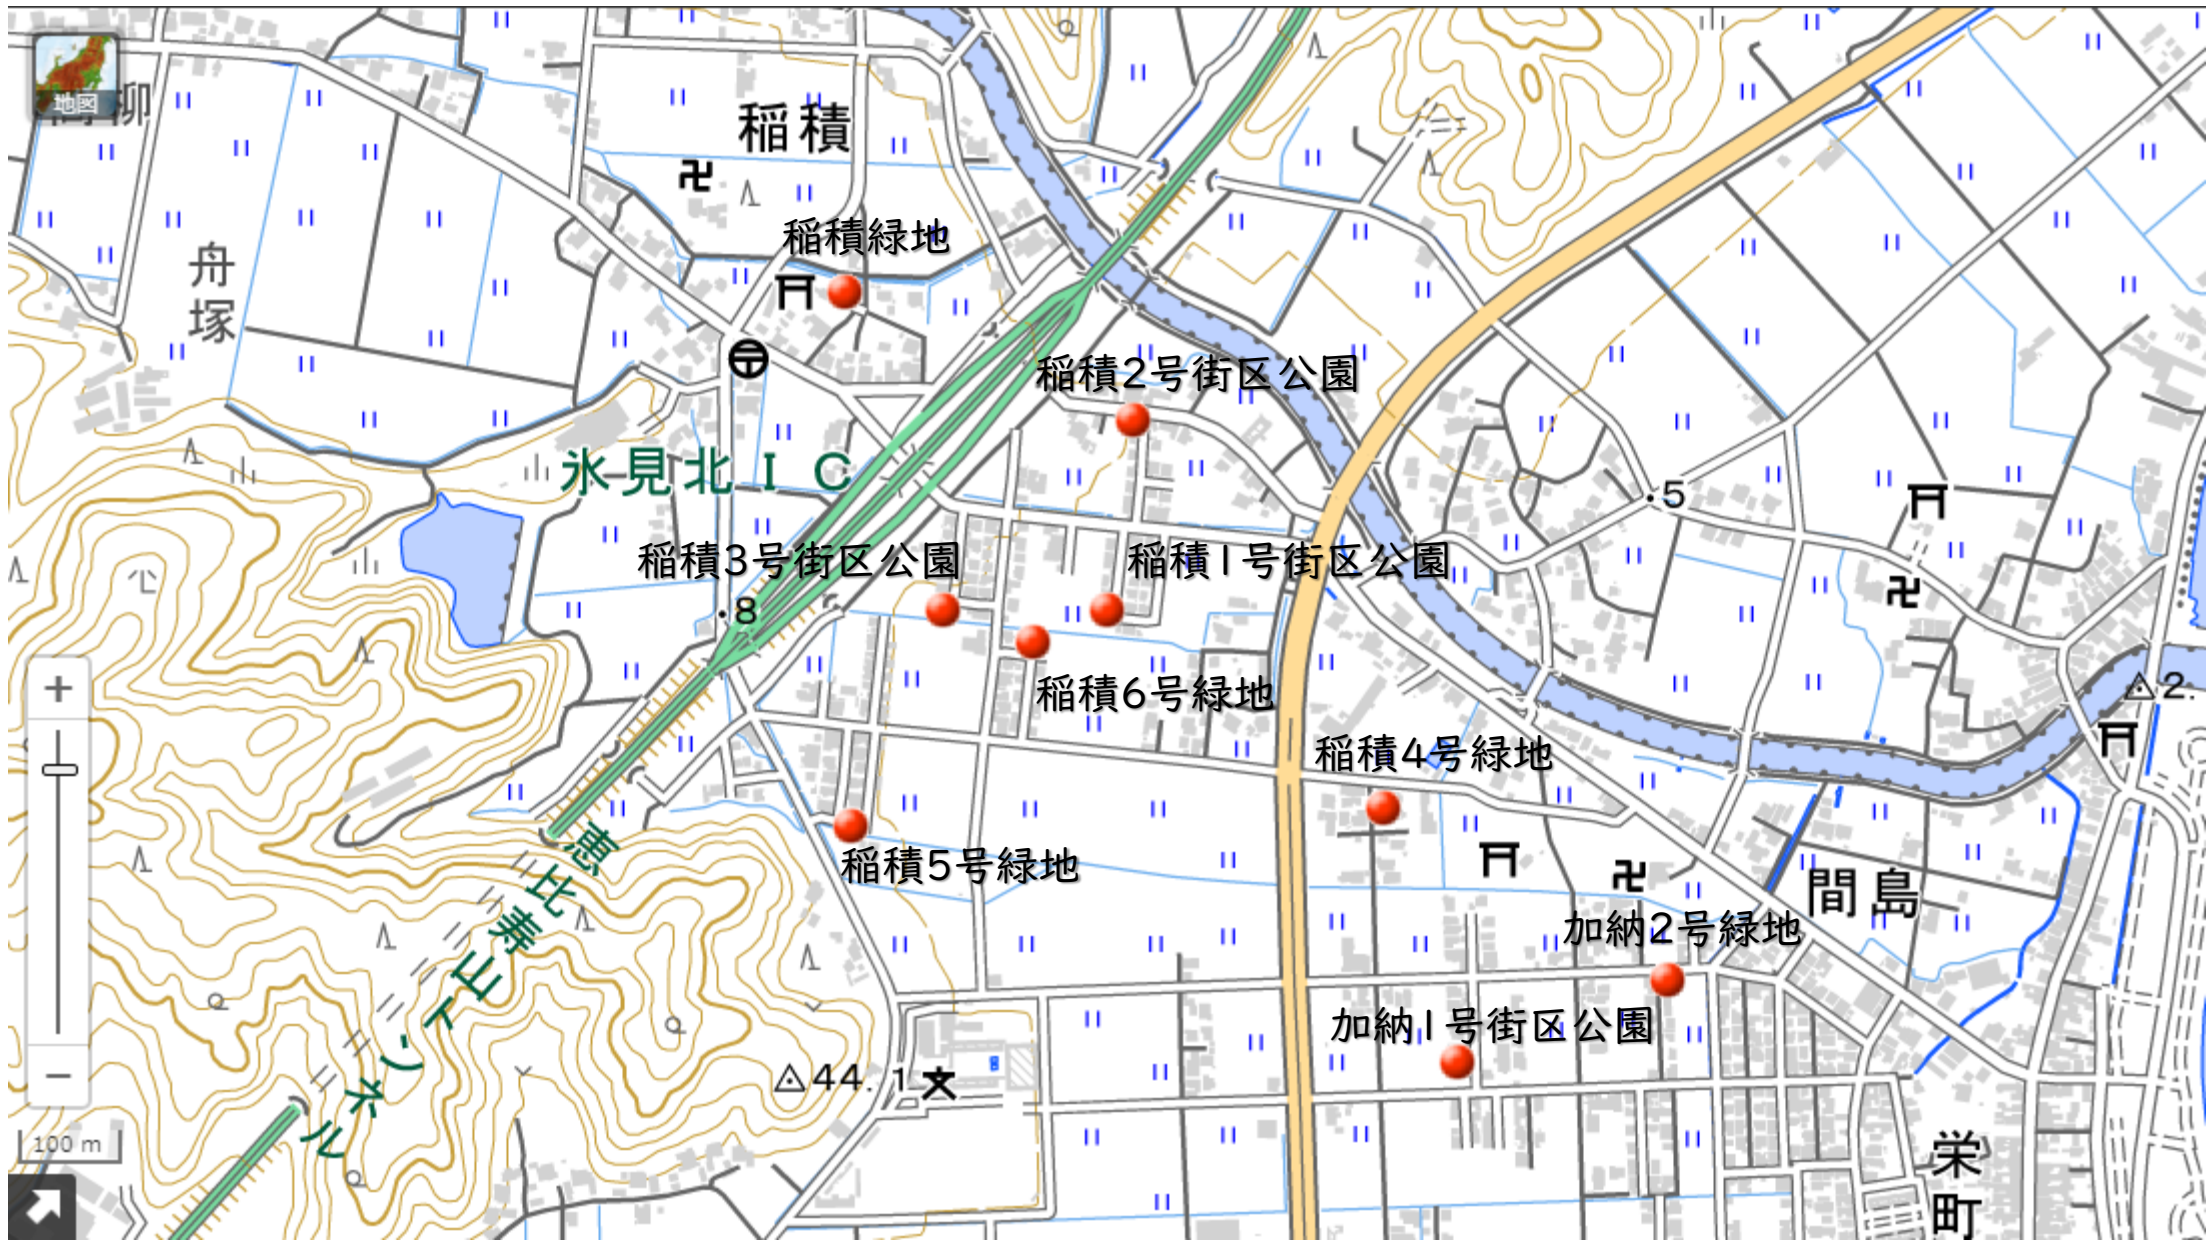 柳
地図
稲積
稲積緑地
舟塚
稲積2号街区公園
氷見北IC
5
稲積3号街区公園
稲積1号街区公園
8
稲積6号緑地
2.
稲積4号緑地
稲積5号緑地
恵比寿山トンネル
間島
加納2号緑地
加納1号街区公園
44.1
100 m
栄町